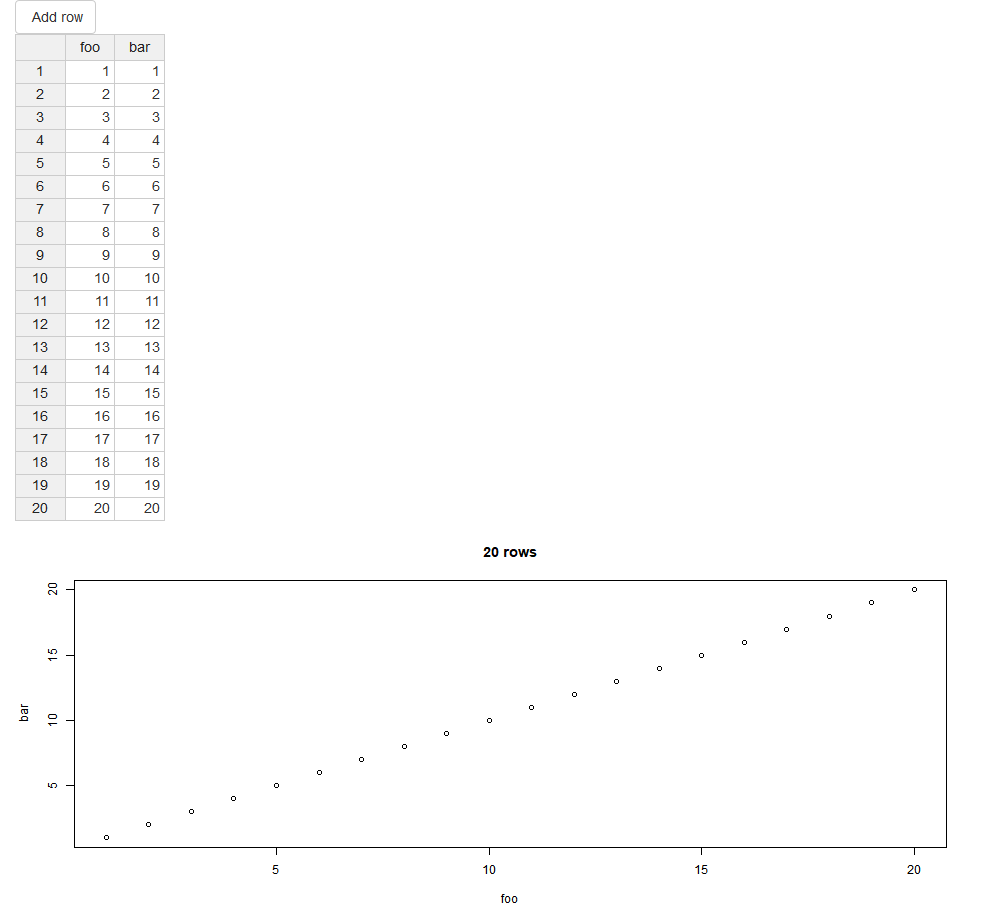 Add row
foo bar
1 1 1
2 2 2
3 3 3
4 4 4
5 5 5
6 6 6
7 7 7
8 8 8
9 9 9
10 10 10
11 11 11
12 12 12
13 13 13
14 14 14
15 15 15
16 16 16
17 17 17
18 18 18
19 19 19
20 20 20
20 rows
20
15
10
5
bar
5 10 15 20
foo